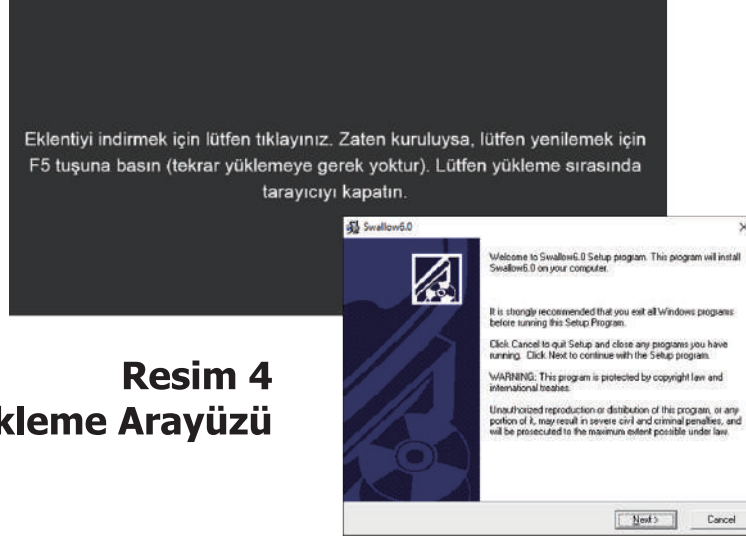 Eklentiyi indirmek için lütfen tıklayınız. Zaten kuruluysa, lütfen yenilemek için
F5 tuşuna basın (tekrar yüklemeye gerek yoktur). Lütfen yükleme sırasında
tarayıcıyı kapatın.
Swallow6.0
Welcome to Swallow6.0 Setup program. This program will install
Swallow6.0 on your computer.
It is strongly recommended that you exit all Windows programs
before running this Setup Program.
Click Cancel to quit Setup and close any programs you have
running. Click Next to continue with the Setup program.
WARNING: This program is protected by copyright law and
international treaties.
Unauthorized reproduction or distribution of this program, or any
portion of it, may result in severe civil and criminal penalties, and
will be prosecuted to the maximum extent possible under law.
Next >
Cancel
Resim 4
kleme Arayüzü